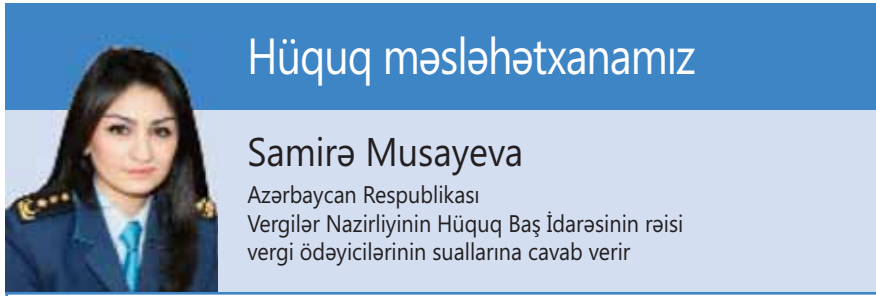 Hüquq məsləhətxanamız
Samirə Musayeva
Azərbaycan Respublikası
Vergilər Nazirliyinin Hüquq Baş İdarəsinin rəisi
vergi ödəyicilərinin suallarına cavab verir